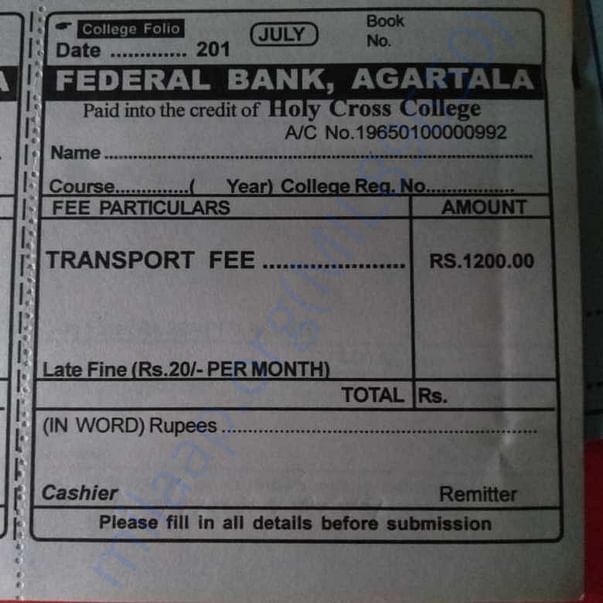 College Folio
JULY
Book
No.
Date ............. 201
FEDERAL BANK, AGARTALA
Paid into the credit of Holy Cross College
A/C No.19650100000992
Name ..............................................................................
Course..............( Year) College Reg. No.................
FEE PARTICULARS AMOUNT
TRANSPORT FEE ...................... RS.1200.00
Late Fine (Rs.20/- PER MONTH)
TOTAL Rs.
(IN WORD) Rupees ..........................................................
Cashier Remitter
Please fill in all details before submission